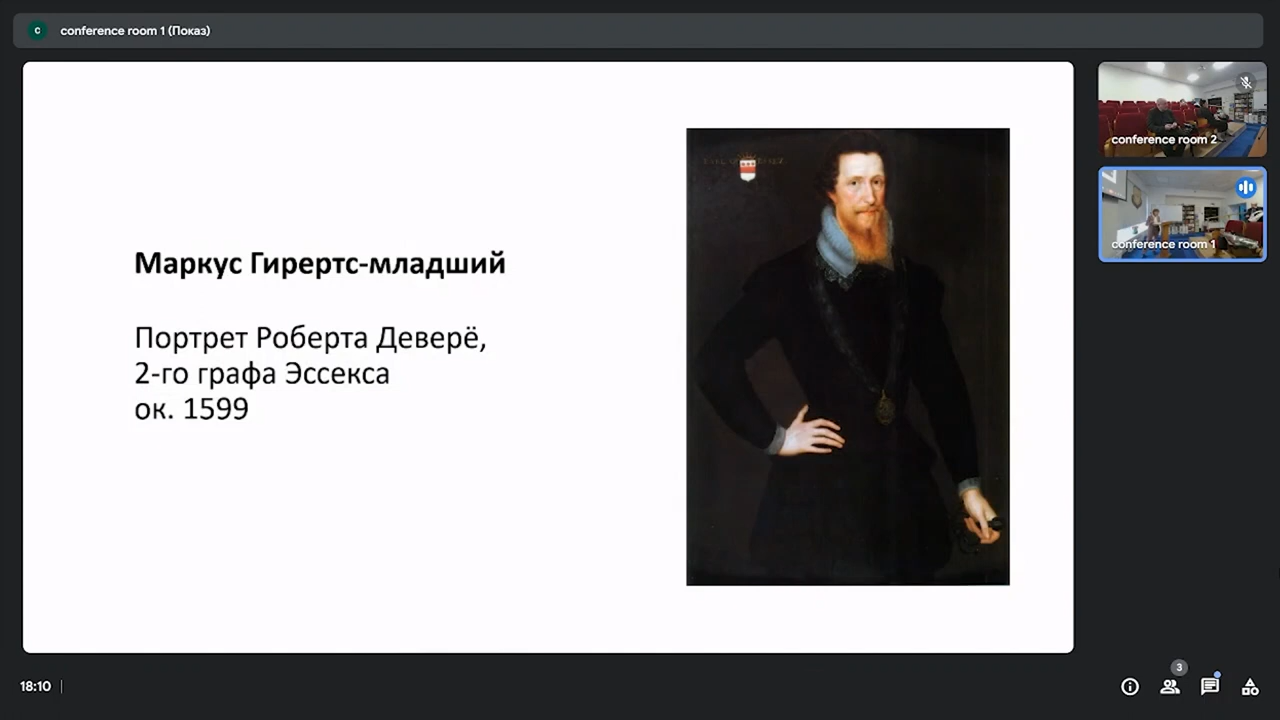 c conference room 1 (Показ)
Маркус Гирертс-младший
Портрет Роберта Деверё,
2-го графа Эссекса
ок. 1599
conference room 2
conference room 1
18:10
3